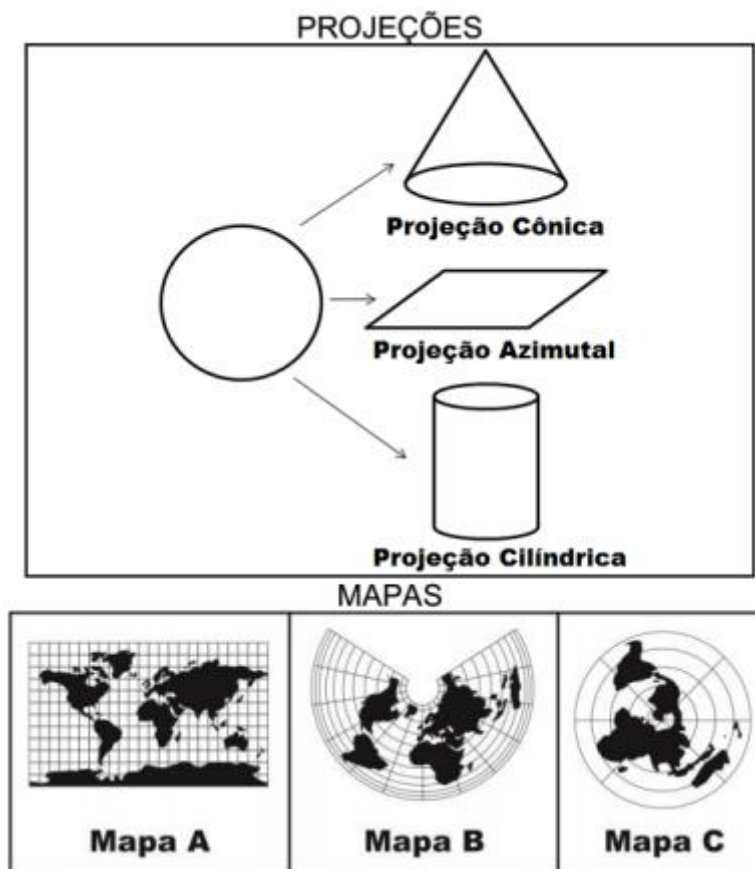 PROJEÇÕES
Projeção Cônica
Projeção Azimutal
Projeção Cilíndrica
MAPAS
Mapa A
Mapa B
Mapa C